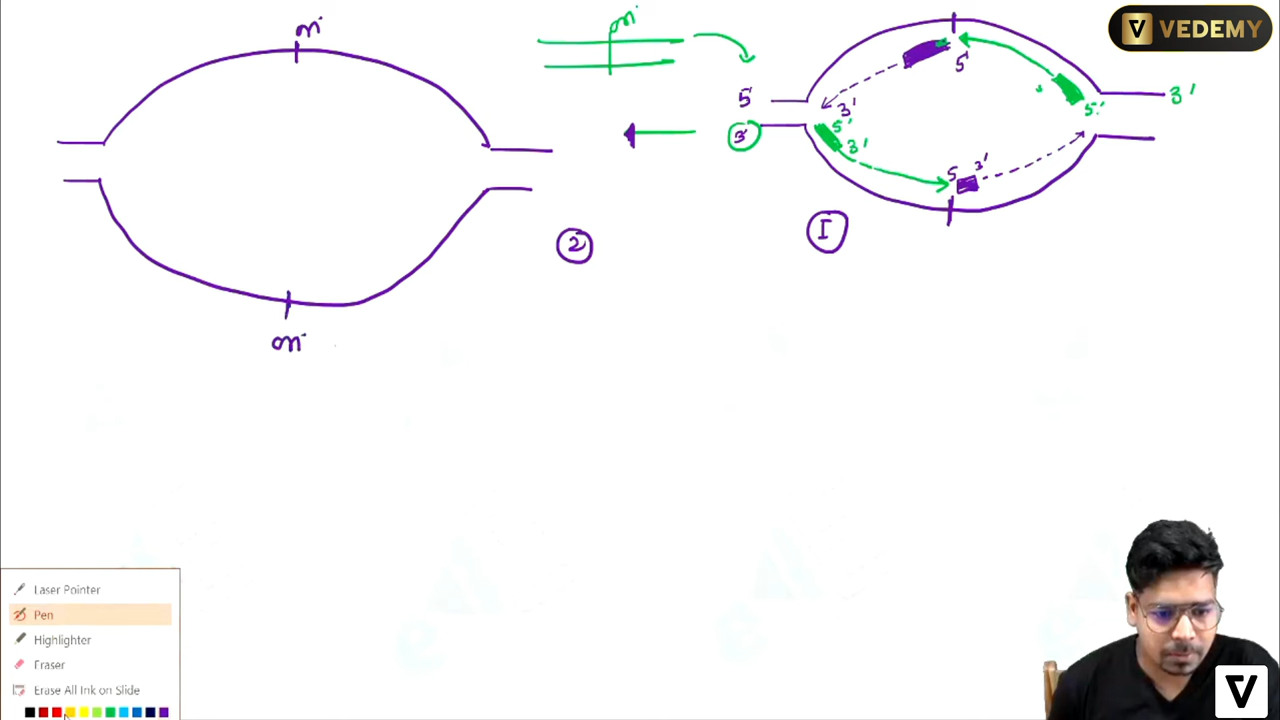 ori
ori
VEDEMY
5'
5'
3'
5'
3'
3'
5'
3'
3'
5
3'
I
2
ori
Laser Pointer
Pen
Highlighter
Eraser
Erase All Ink on Slide